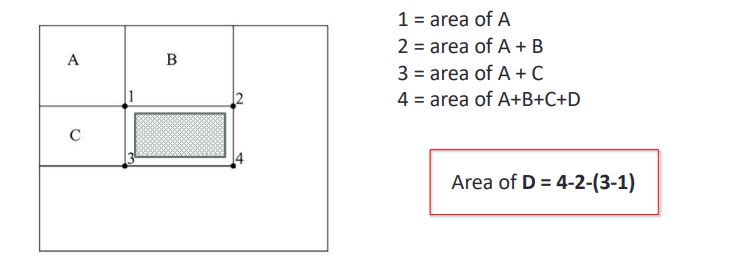 A
B
1
2
C
3
4
1 = area of A
2 = area of A + B
3 = area of A + C
4 = area of A+B+C+D
Area of D = 4-2-(3-1)